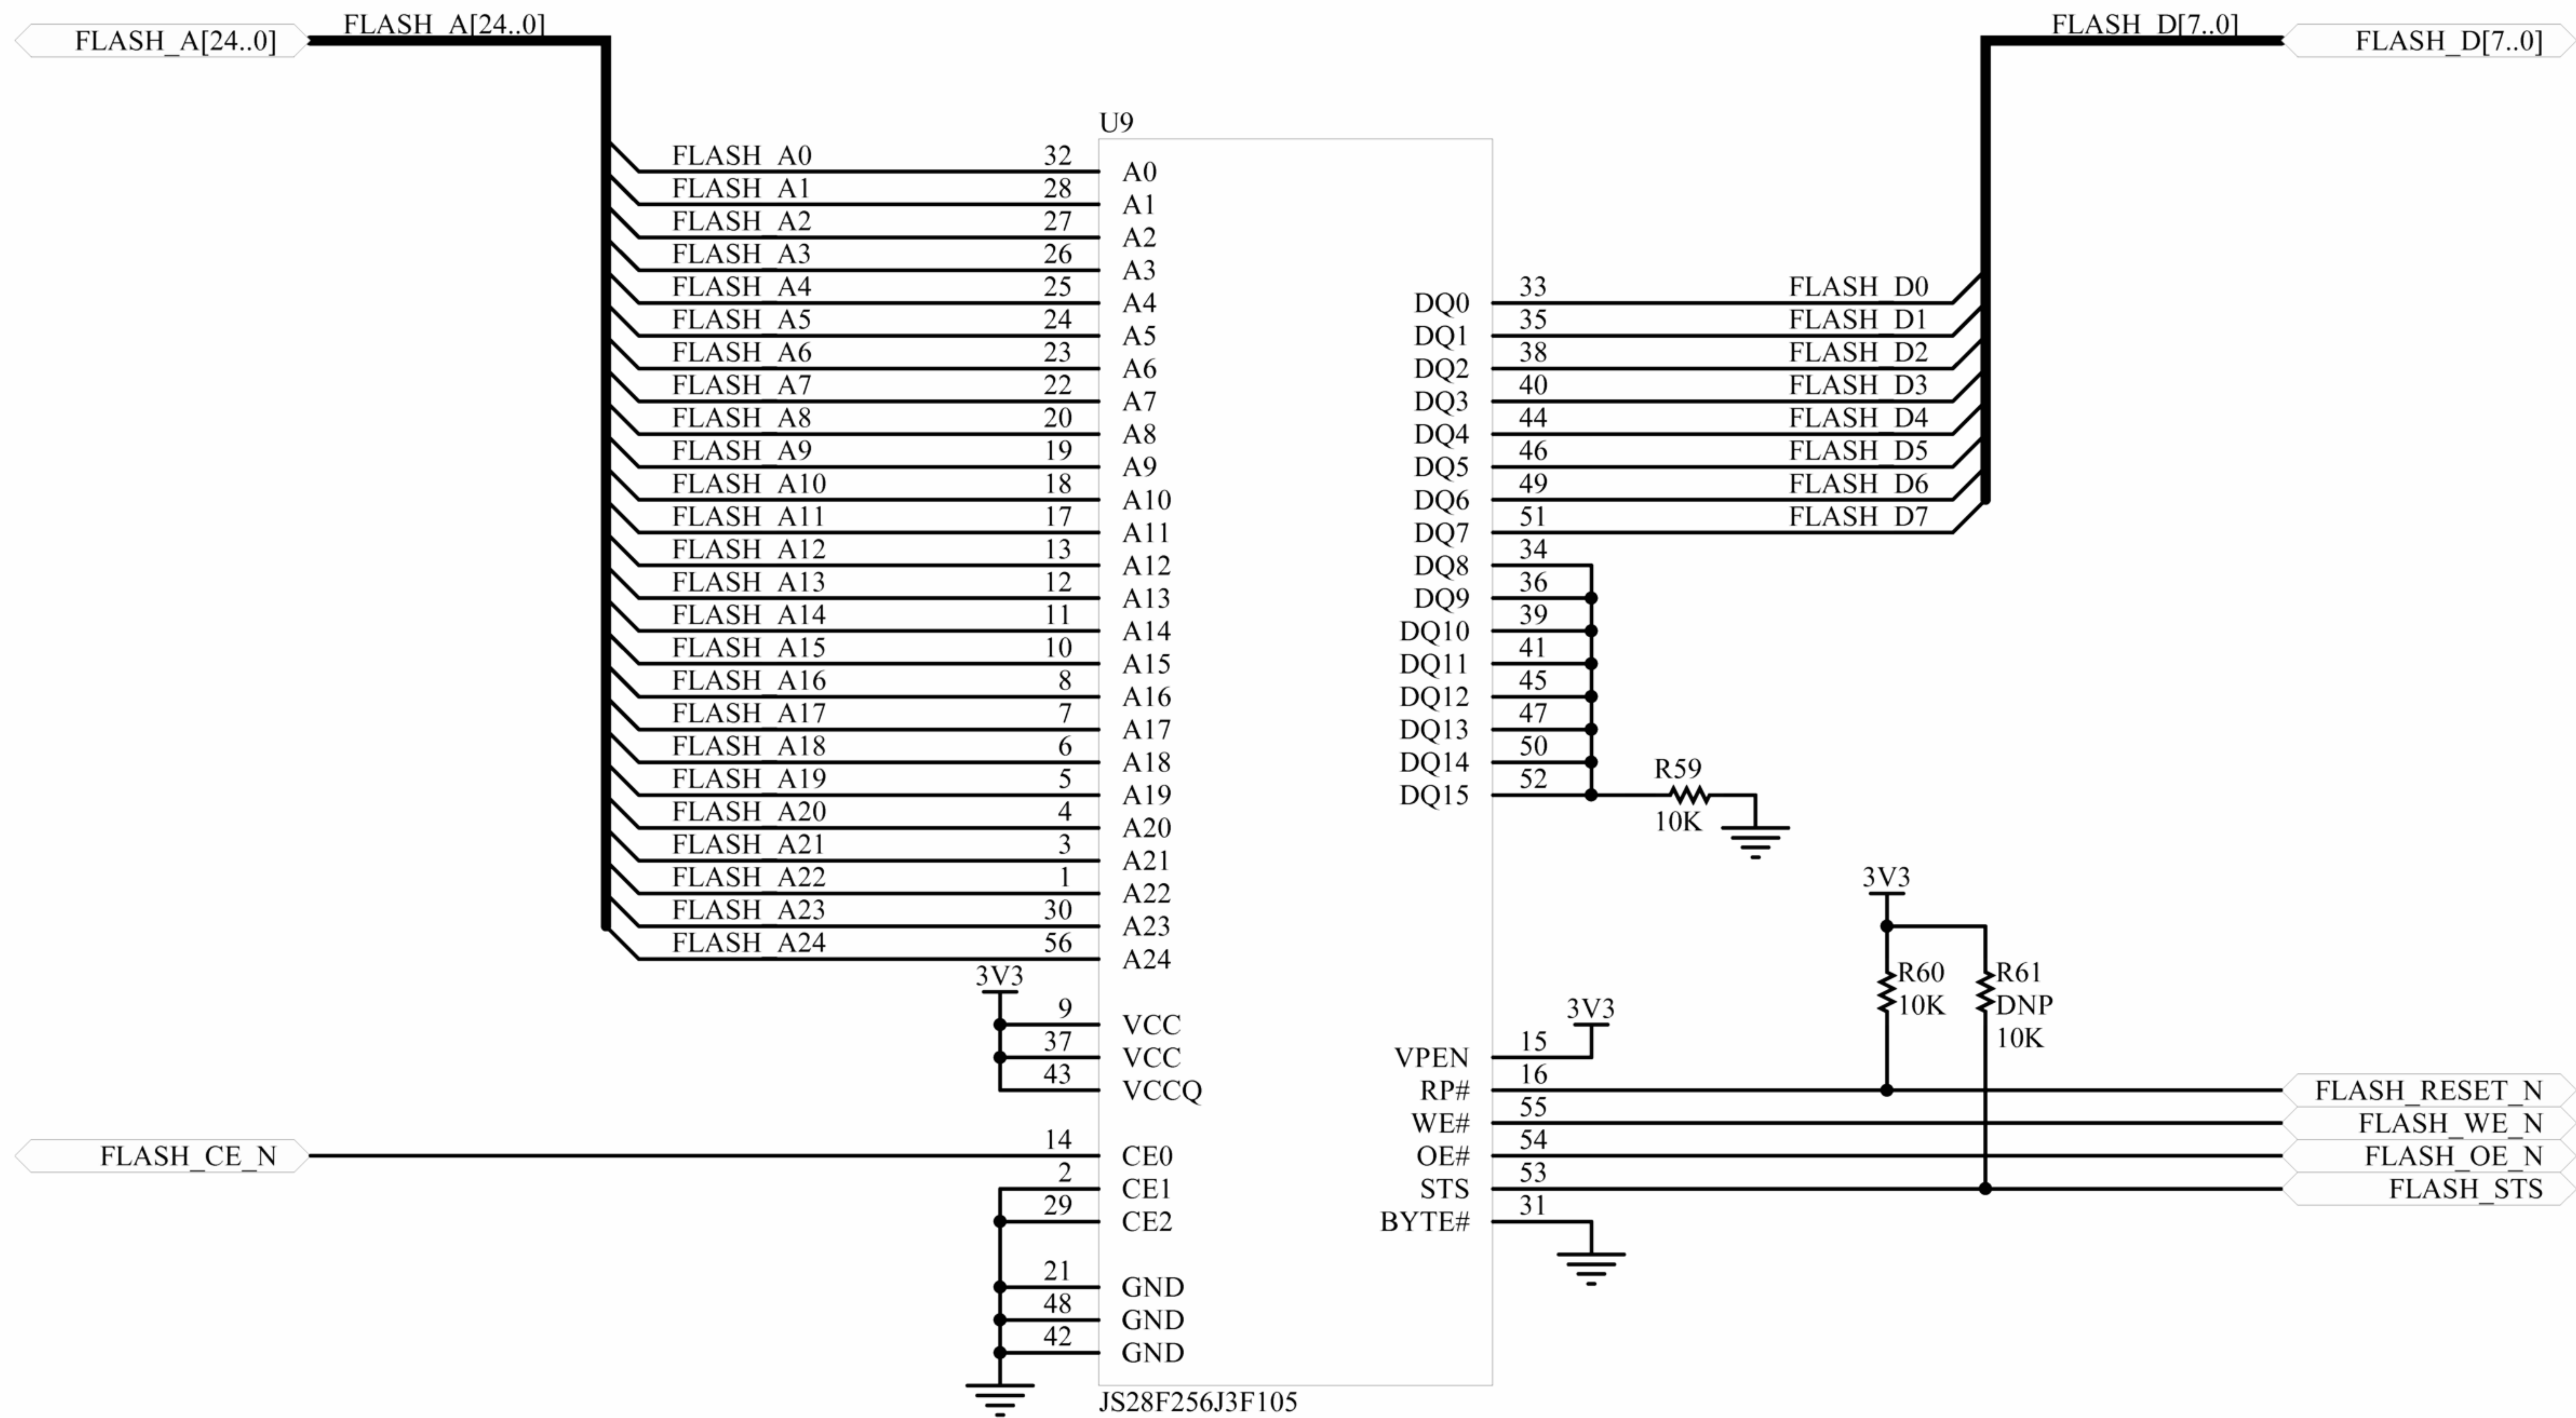 FLASH_A[24..0] FLASH_A[24..0] FLASH_D[7..0] FLASH_D[7..0]
U9
FLASH_A0 32 A0
FLASH_A1 28 A1
FLASH_A2 27 A2
FLASH_A3 26 A3
FLASH_A4 25 A4 DQ0 33 FLASH_D0
FLASH_A5 24 A5 DQ1 35 FLASH_D1
FLASH_A6 23 A6 DQ2 38 FLASH_D2
FLASH_A7 22 A7 DQ3 40 FLASH_D3
FLASH_A8 20 A8 DQ4 44 FLASH_D4
FLASH_A9 19 A9 DQ5 46 FLASH_D5
FLASH_A10 18 A10 DQ6 49 FLASH_D6
FLASH_A11 17 A11 DQ7 51 FLASH_D7
FLASH_A12 13 A12 DQ8 34
FLASH_A13 12 A13 DQ9 36
FLASH_A14 11 A14 DQ10 39
FLASH_A15 10 A15 DQ11 41
FLASH_A16 8 A16 DQ12 45
FLASH_A17 7 A17 DQ13 47
FLASH_A18 6 A18 DQ14 50
FLASH_A19 5 A19 DQ15 52 R59
10K
FLASH_A20 4 A20
FLASH_A21 3 A21
FLASH_A22 1 A22 3V3
FLASH_A23 30 A23
FLASH_A24 56 A24
3V3 R60 R61
9 VCC 3V3 10K DNP
10K
37 VCC VPEN 15
43 VCCQ RP# 16 FLASH_RESET_N
WE# 55 FLASH_WE_N
FLASH_CE_N 14 CE0 OE# 54 FLASH_OE_N
2 CE1 STS 53 FLASH_STS
29 CE2 BYTE# 31
21 GND
48 GND
42 GND
JS28F256J3F105